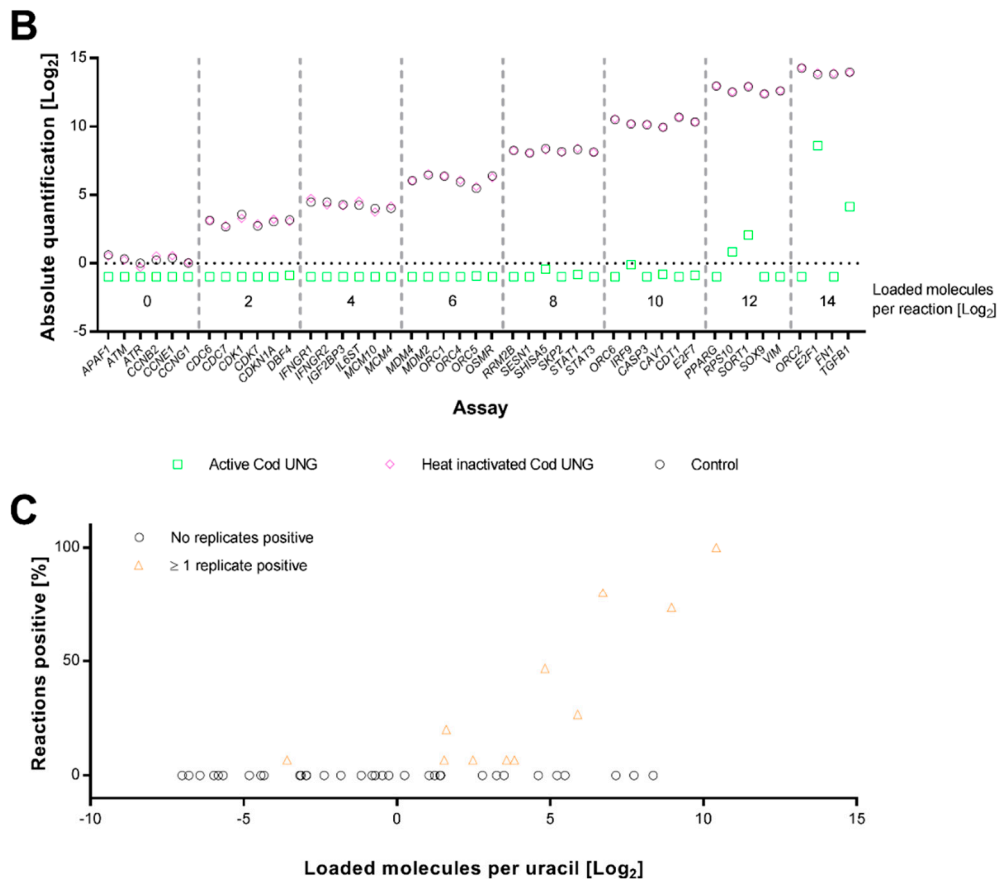 B
Absolute quantification [Log2]
15
10
5
0
-5
0 2 4 6 8 10 12 14
Loaded molecules
per reaction [Log2]
APAF1 ATM ATR CCNB2 CCNE1 CCNG1 CDC6 CDC7 CDK1 CDK7 CDKN1A DBF4 IFNGR1 IFNGR2 IGF2BP3 IL6ST MCM10 MCM4 MDM4 MDM2 ORC1 ORC4 ORC5 OSMR RRM2B SESN1 SHISA5 SKP2 STAT1 STAT3 ORC6 IRF9 CASP3 CAV1 CDT1 E2F7 PPARG RPS10 SORT1 SOX9 VIM ORC2 E2F1 FN1 TGFB1
Assay
Active Cod UNG Heat inactivated Cod UNG Control
C
Reactions positive [%]
No replicates positive
≥ 1 replicate positive
100
50
0
-10 -5 0 5 10 15
Loaded molecules per uracil [Log2]